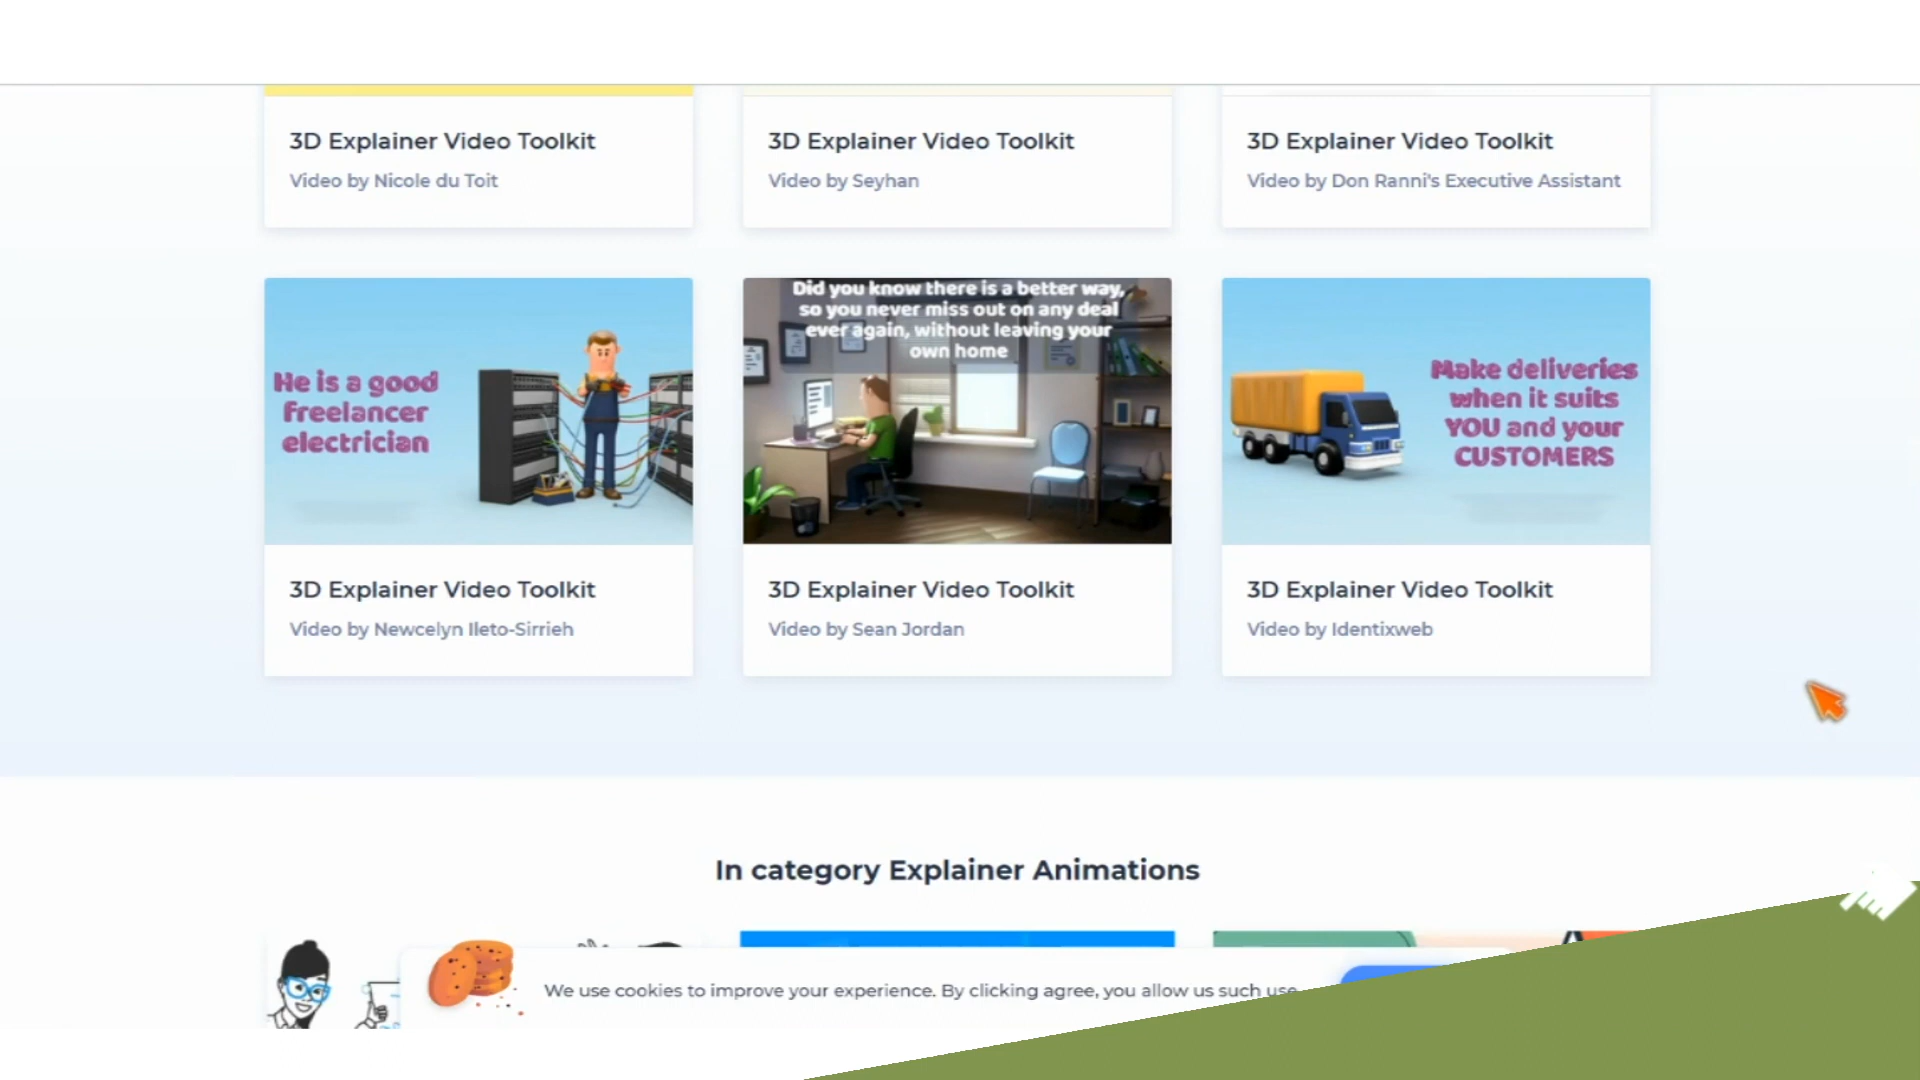 3D Explainer Video Toolkit
Video by Nicole du Toit
3D Explainer Video Toolkit
Video by Seyhan
3D Explainer Video Toolkit
Video by Don Ranni's Executive Assistant
He is a good
freelancer
electrician
Did you know there is a better way,
so you never miss out on any deal
ever again, without leaving your
own home
Make deliveries
when it suits
YOU and your
CUSTOMERS
3D Explainer Video Toolkit
Video by Newcelyn Ileto-Sirrieh
3D Explainer Video Toolkit
Video by Sean Jordan
3D Explainer Video Toolkit
Video by Identixweb
In category Explainer Animations
We use cookies to improve your experience. By clicking agree, you allow us such use.